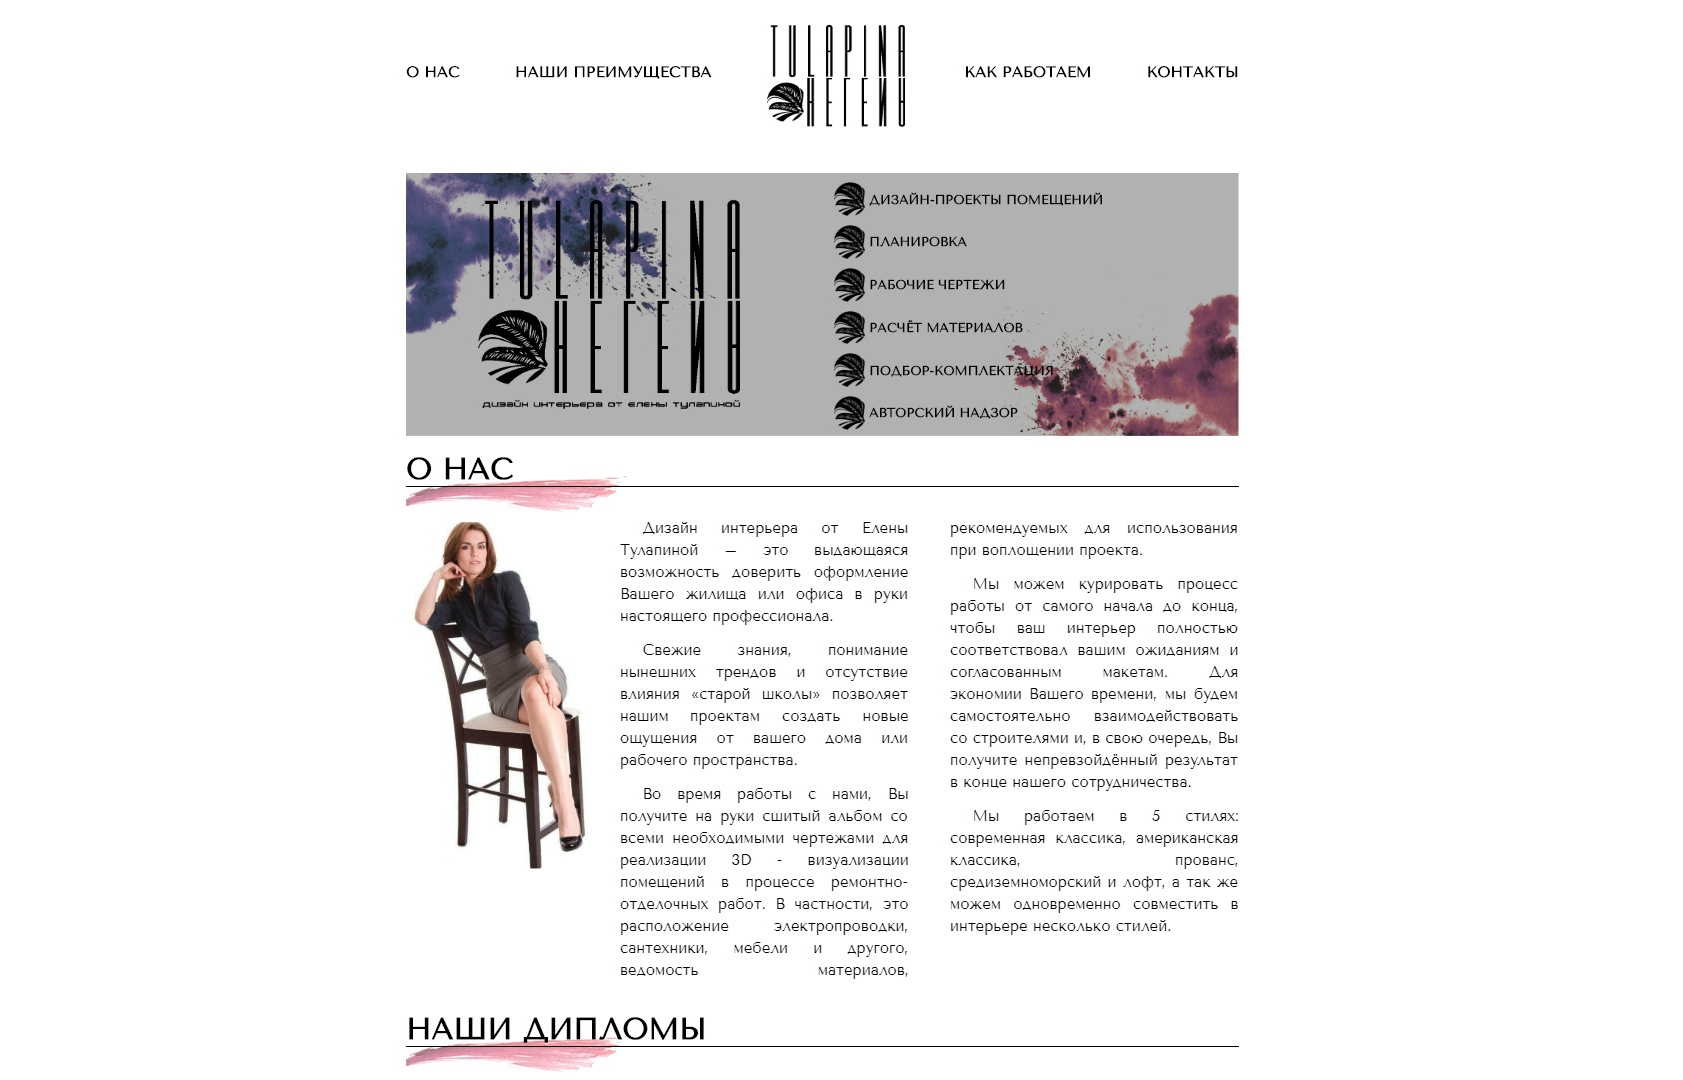 О НАС
НАШИ ПРЕИМУЩЕСТВА
TULAPINA
НЕГЕNA
КАК РАБОТАЕМ
КОНТАКТЫ
TULAPINA
дизайн интерьера от елены тулапиной
ДИЗАЙН-ПРОЕКТЫ ПОМЕЩЕНИЙ
ПЛАНИРОВКА
РАБОЧИЕ ЧЕРТЕЖИ
РАСЧЁТ МАТЕРИАЛОВ
ПОДБОР-КОМПЛЕКТАЦИЯ
АВТОРСКИЙ НАДЗОР
О НАС
Дизайн интерьера от Елены
Тулапиной – это выдающаяся
возможность доверить оформление
Вашего жилища или офиса в руки
настоящего профессионала.
Свежие знания, понимание
нынешних трендов и отсутствие
влияния «старой школы» позволяет
нашим проектам создать новые
ощущения от вашего дома или
рабочего пространства.
Во время работы с нами, Вы
получите на руки сшитый альбом со
всеми необходимыми чертежами для
реализации 3D - визуализации
помещений в процессе ремонтно-
отделочных работ. В частности, это
расположение электропроводки,
сантехники, мебели и другого,
ведомость материалов,
рекомендуемых для использования
при воплощении проекта.
Мы можем курировать процесс
работы от самого начала до конца,
чтобы ваш интерьер полностью
соответствовал вашим ожиданиям и
согласованным макетам. Для
экономии Вашего времени, мы будем
самостоятельно взаимодействовать
со строителями и, в свою очередь, Вы
получите непревзойдённый результат
в конце нашего сотрудничества.
Мы работаем в 5 стилях:
современная классика, американская
классика, прованс,
средиземноморский и лофт, а так же
можем одновременно совместить в
интерьере несколько стилей.
НАШИ ДИПЛОМЫ